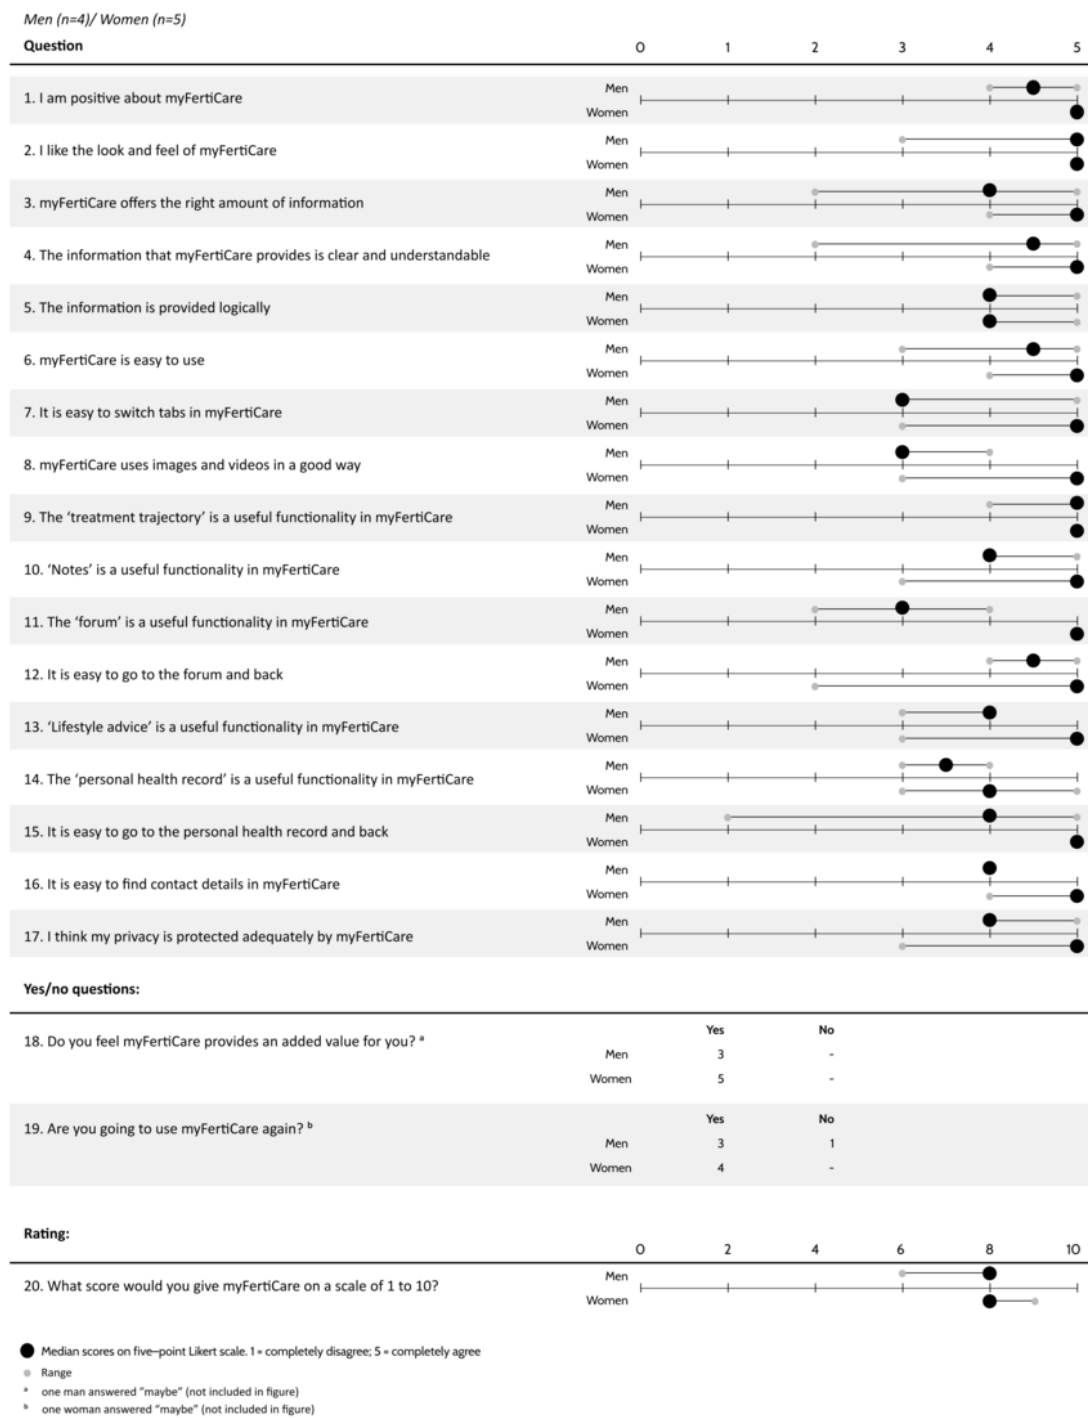 Men (n=4)/ Women (n=5)
Question 0 1 2 3 4 5
Men
1. I am positive about myFertiCare
Women
Men
2. I like the look and feel of myFertiCare
Women
Men
3. myFertiCare offers the right amount of information
Women
Men
4. The information that myFertiCare provides is clear and understandable
Women
Men
5. The information is provided logically
Women
Men
6. myFertiCare is easy to use
Women
Men
7. It is easy to switch tabs in myFertiCare
Women
Men
8. myFertiCare uses images and videos in a good way
Women
Men
9. The ‘treatment trajectory’ is a useful functionality in myFertiCare
Women
Men
10. ‘Notes’ is a useful functionality in myFertiCare
Women
Men
11. The ‘forum’ is a useful functionality in myFertiCare
Women
Men
12. It is easy to go to the forum and back
Women
Men
13. ‘Lifestyle advice’ is a useful functionality in myFertiCare
Women
Men
14. The ‘personal health record’ is a useful functionality in myFertiCare
Women
Men
15. It is easy to go to the personal health record and back
Women
Men
16. It is easy to find contact details in myFertiCare
Women
Men
17. I think my privacy is protected adequately by myFertiCare
Women
Yes/no questions:
Yes No
18. Do you feel myFertiCare provides an added value for you? a
Men 3 -
Women 5 -
Yes No
19. Are you going to use myFertiCare again? b
Men 3 1
Women 4 -
Rating:
0 2 4 6 8 10
Men
20. What score would you give myFertiCare on a scale of 1 to 10?
Women
Median scores on five–point Likert scale. 1 = completely disagree; 5 = completely agree
Range
a one man answered “maybe” (not included in figure)
b one woman answered “maybe” (not included in figure)